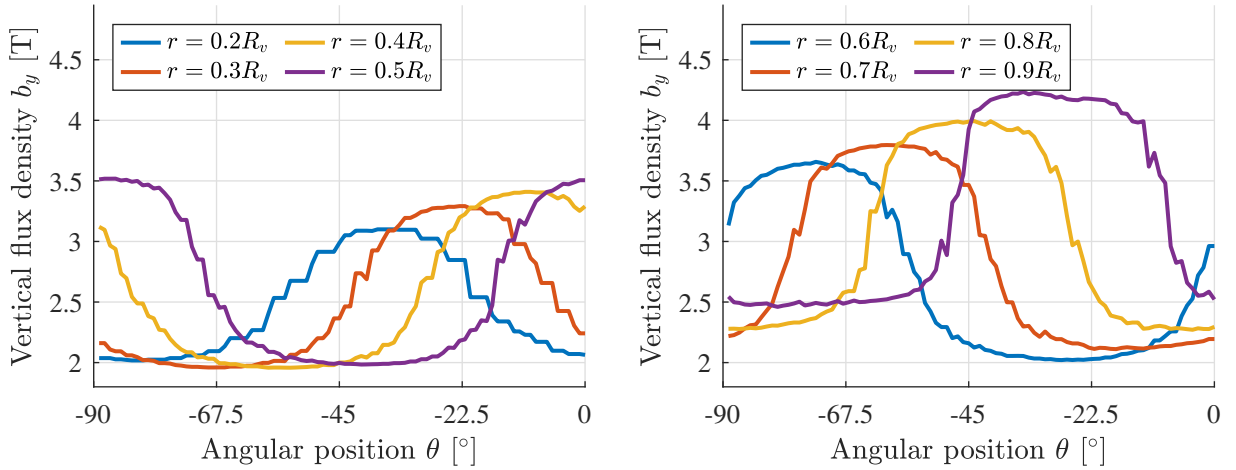 Vertical flux density b_y [T]
r = 0.2R_v
r = 0.4R_v
r = 0.3R_v
r = 0.5R_v
4.5
4
3.5
3
2.5
2
-90
-67.5
-45
-22.5
0
Angular position θ [°]
Vertical flux density b_y [T]
r = 0.6R_v
r = 0.8R_v
r = 0.7R_v
r = 0.9R_v
4.5
4
3.5
3
2.5
2
-90
-67.5
-45
-22.5
0
Angular position θ [°]